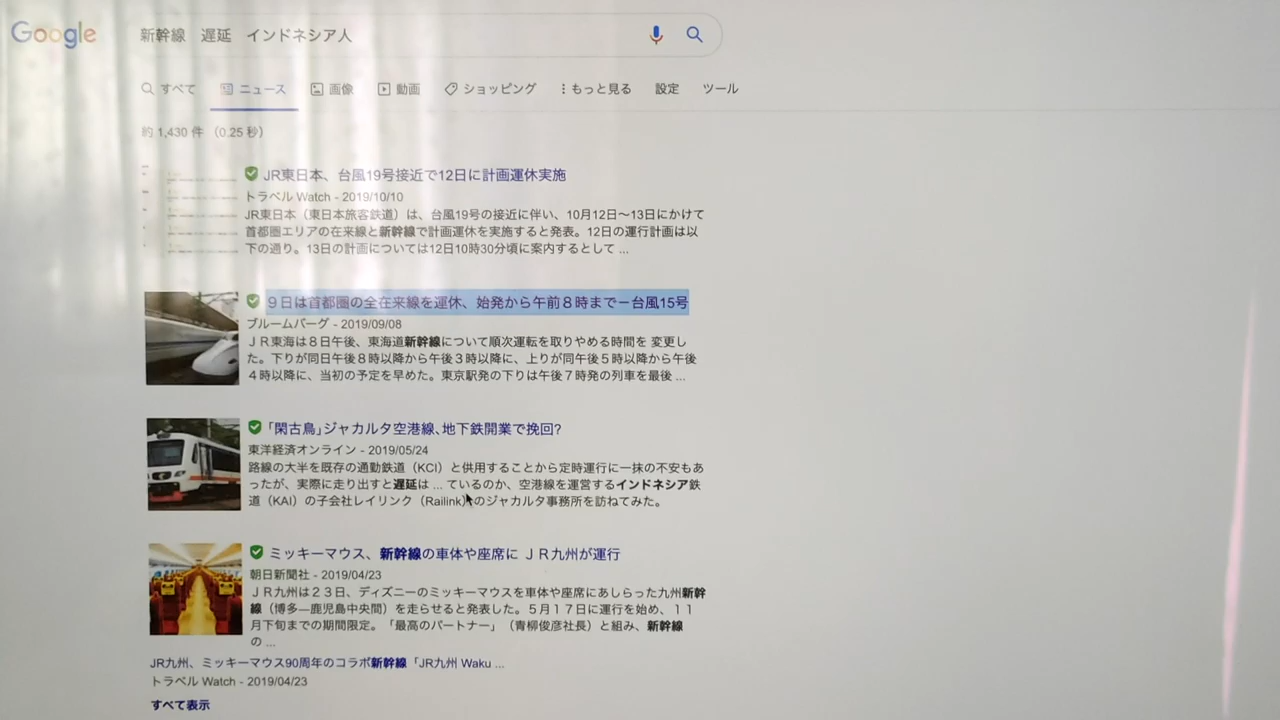 Google
新幹線 遅延 インドネシア人
すべて ニュース 画像 動画 ショッピング もっと見る 設定 ツール
約 1,430 件 (0.25 秒)
JR東日本、台風19号接近で12日に計画運休実施
トラベル Watch - 2019/10/10
JR東日本（東日本旅客鉄道）は、台風19号の接近に伴い、10月12日～13日にかけて
首都圏エリアの在来線と新幹線で計画運休を実施すると発表。12日の運行計画は以
下の通り。13日の計画については12日10時30分頃に案内するとして ...
９日は首都圏の全在来線を運休、始発から午前８時まで－台風15号
ブルームバーグ - 2019/09/08
ＪＲ東海は８日午後、東海道新幹線について順次運転を取りやめる時間を 変更し
た。下りが同日午後８時以降から午後３時以降に、上りが同午後５時以降から午後
４時以降に、当初の予定を早めた。東京駅発の下りは午後７時発の列車を最後 ...
「閑古鳥」ジャカルタ空港線､地下鉄開業で挽回?
東洋経済オンライン - 2019/05/24
路線の大半を既存の通勤鉄道（KCI）と供用することから定時運行に一抹の不安もあ
ったが、実際に走り出すと遅延は ... ているのか、空港線を運営するインドネシア鉄
道（KAI）の子会社レイリンク（Railink)のジャカルタ事務所を訪ねてみた。
ミッキーマウス、新幹線の車体や座席に ＪＲ九州が運行
朝日新聞社 - 2019/04/23
ＪＲ九州は２３日、ディズニーのミッキーマウスを車体や座席にあしらった九州新幹
線（博多―鹿児島中央間）を走らせると発表した。５月１７日に運行を始め、１１
月下旬までの期間限定。「最高のパートナー」（青柳俊彦社長）と組み、新幹線
の ...
JR九州、ミッキーマウス90周年のコラボ新幹線「JR九州 Waku ...
トラベル Watch - 2019/04/23
すべて表示